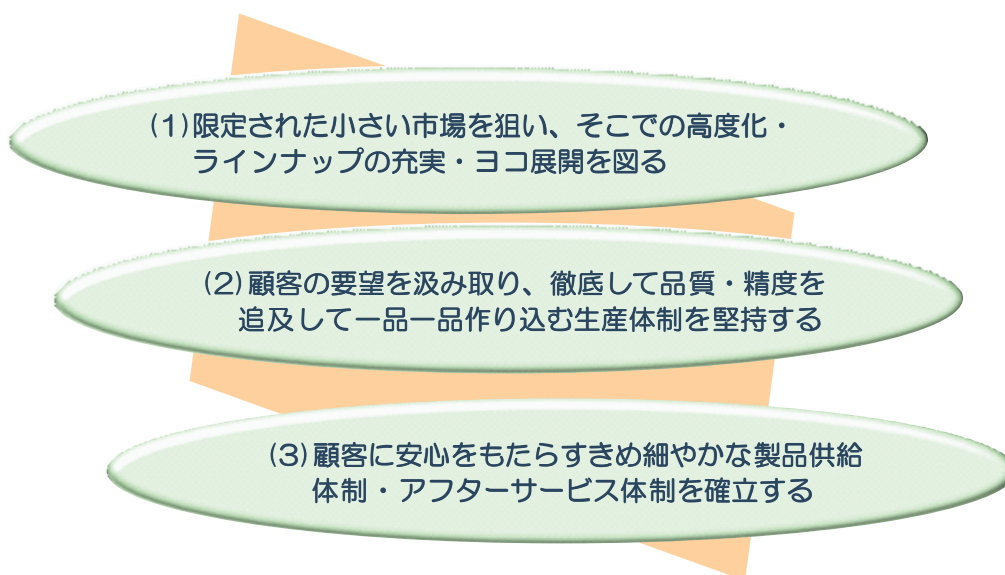 (1)限定された小さい市場を狙い、そこでの高度化・
ラインナップの充実・ヨコ展開を図る
(2)顧客の要望を汲み取り、徹底して品質・精度を
追及して一品一品作り込む生産体制を堅持する
(3)顧客に安心をもたらすきめ細やかな製品供給
体制・アフターサービス体制を確立する